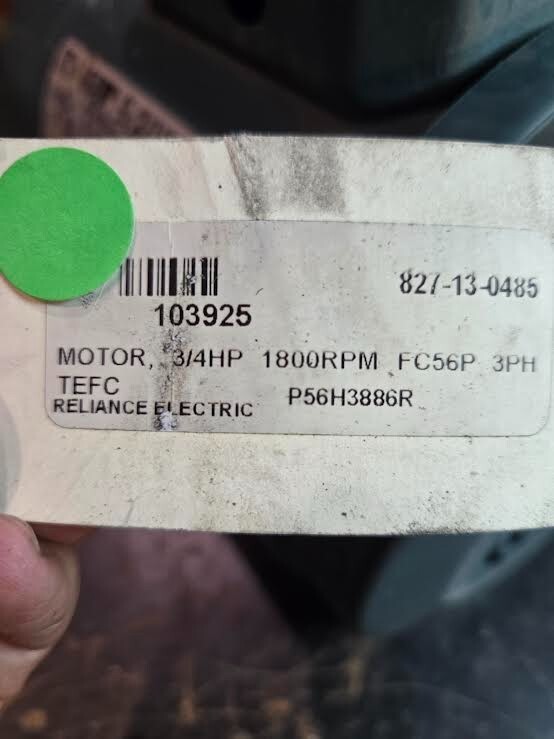 827-13-0485
103925
MOTOR, 3/4HP 1800RPM FC56P 3PH
TEFC
RELIANCE ELECTRIC P56H3886R